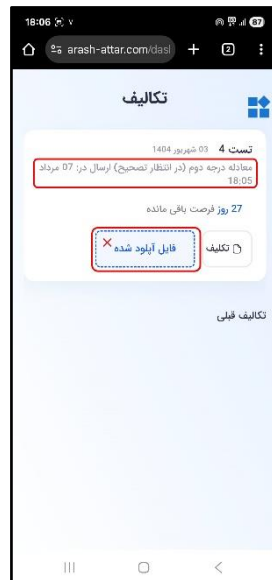 18:06
87
arash-attar.com/dasl
2
تکالیف
تست 4 03 شهریور 1404
معادله درجه دوم (در انتظار تصحیح) ارسال در: 07 مرداد
18:05
27 روز فرصت باقی مانده
تکلیف
فایل آپلود شده
تکالیف قبلی